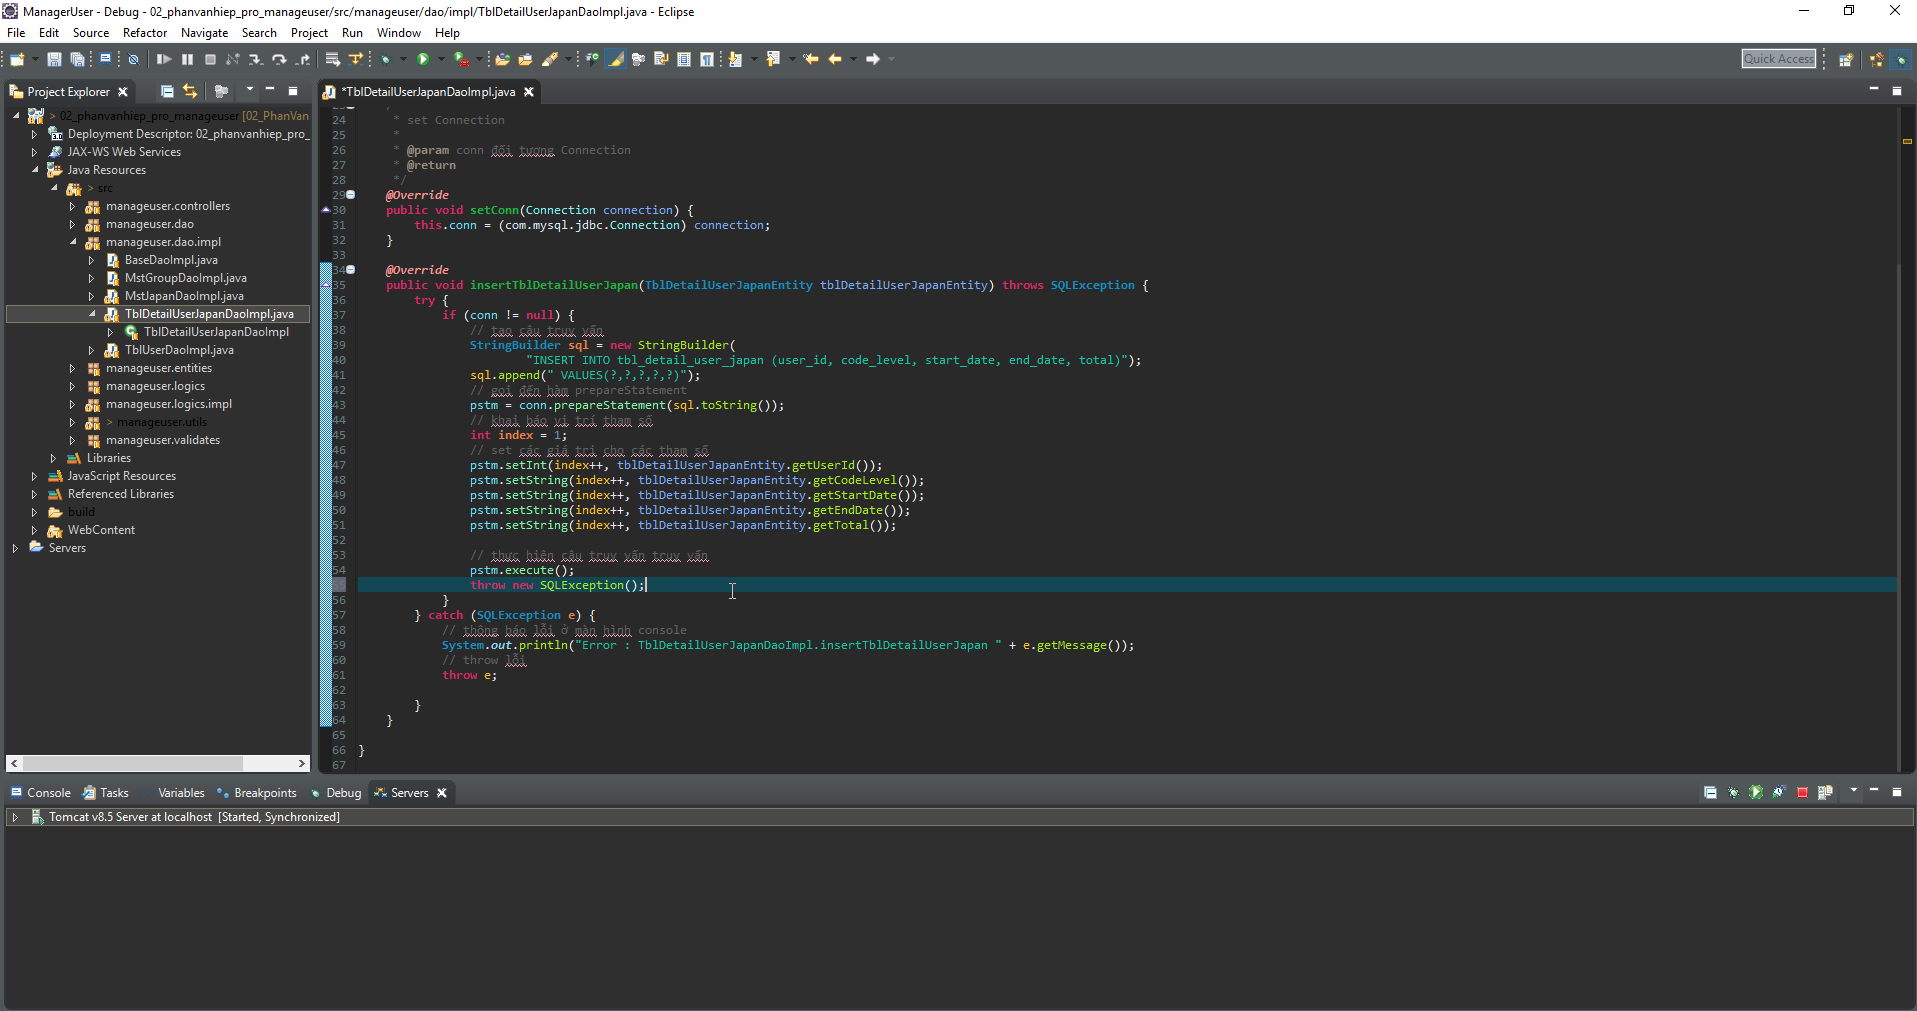 ManagerUser - Debug - 02_phanvanhiep_pro_manageuser/src/manageuser/dao/impl/TblDetailUserJapanDaoImpl.java - Eclipse
File Edit Source Refactor Navigate Search Project Run Window Help
Quick Access
Project Explorer
> 02_phanvanhiep_pro_manageuser [02_PhanVan
Deployment Descriptor: 02_phanvanhiep_pro_
JAX-WS Web Services
Java Resources
> src
manageuser.controllers
manageuser.dao
manageuser.dao.impl
BaseDaoImpl.java
MstGroupDaoImpl.java
MstJapanDaoImpl.java
TblDetailUserJapanDaoImpl.java
TblDetailUserJapanDaoImpl
TblUserDaoImpl.java
manageuser.entities
manageuser.logics
manageuser.logics.impl
> manageuser.utils
manageuser.validates
Libraries
JavaScript Resources
Referenced Libraries
build
WebContent
Servers
*TblDetailUserJapanDaoImpl.java
24 * set Connection
25 *
26 * @param conn đối tượng Connection
27 * @return
28 */
29 @Override
30 public void setConn(Connection connection) {
31 this.conn = (com.mysql.jdbc.Connection) connection;
32 }
33
34 @Override
35 public void insertTblDetailUserJapan(TblDetailUserJapanEntity tblDetailUserJapanEntity) throws SQLException {
36 try {
37 if (conn != null) {
38 // tạo câu truy vấn
39 StringBuilder sql = new StringBuilder(
40 "INSERT INTO tbl_detail_user_japan (user_id, code_level, start_date, end_date, total)");
41 sql.append(" VALUES(?,?,?,?,?)");
42 // gọi đến hàm prepareStatement
43 pstm = conn.prepareStatement(sql.toString());
44 // khai báo vị trí tham số
45 int index = 1;
46 // set các giá trị cho các tham số
47 pstm.setInt(index++, tblDetailUserJapanEntity.getUserId());
48 pstm.setString(index++, tblDetailUserJapanEntity.getCodeLevel());
49 pstm.setString(index++, tblDetailUserJapanEntity.getStartDate());
50 pstm.setString(index++, tblDetailUserJapanEntity.getEndDate());
51 pstm.setString(index++, tblDetailUserJapanEntity.getTotal());
52
53 // thực hiện câu truy vấn truy vấn
54 pstm.execute();
55 throw new SQLException();
56 }
57 } catch (SQLException e) {
58 // thông báo lỗi ở màn hình console
59 System.out.println("Error : TblDetailUserJapanDaoImpl.insertTblDetailUserJapan " + e.getMessage());
60 // throw lỗi
61 throw e;
62
63 }
64 }
65
66 }
67
Console Tasks Variables Breakpoints Debug Servers
Tomcat v8.5 Server at localhost [Started, Synchronized]